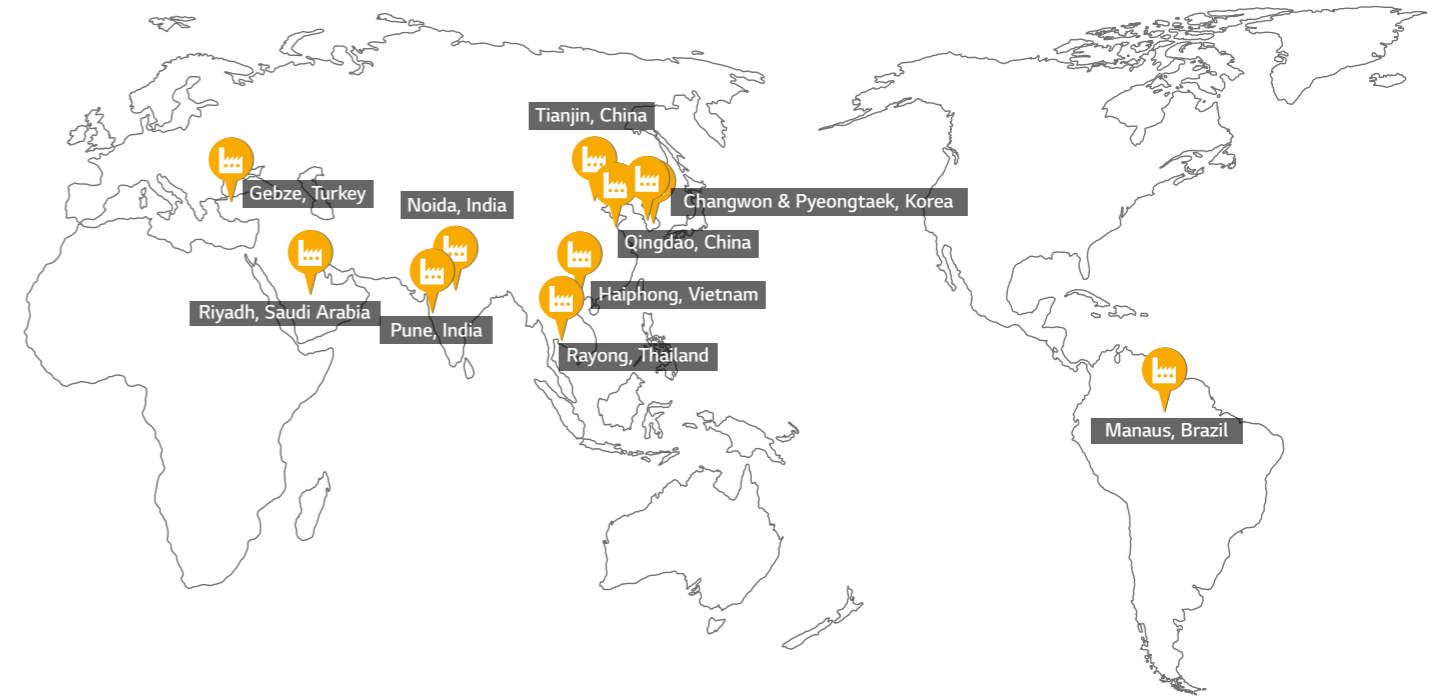 Tianjin, China
Gebze, Turkey
Noida, India
Changwon & Pyeongtaek, Korea
Qingdao, China
Haiphong, Vietnam
Riyadh, Saudi Arabia
Pune, India
Rayong, Thailand
Manaus, Brazil